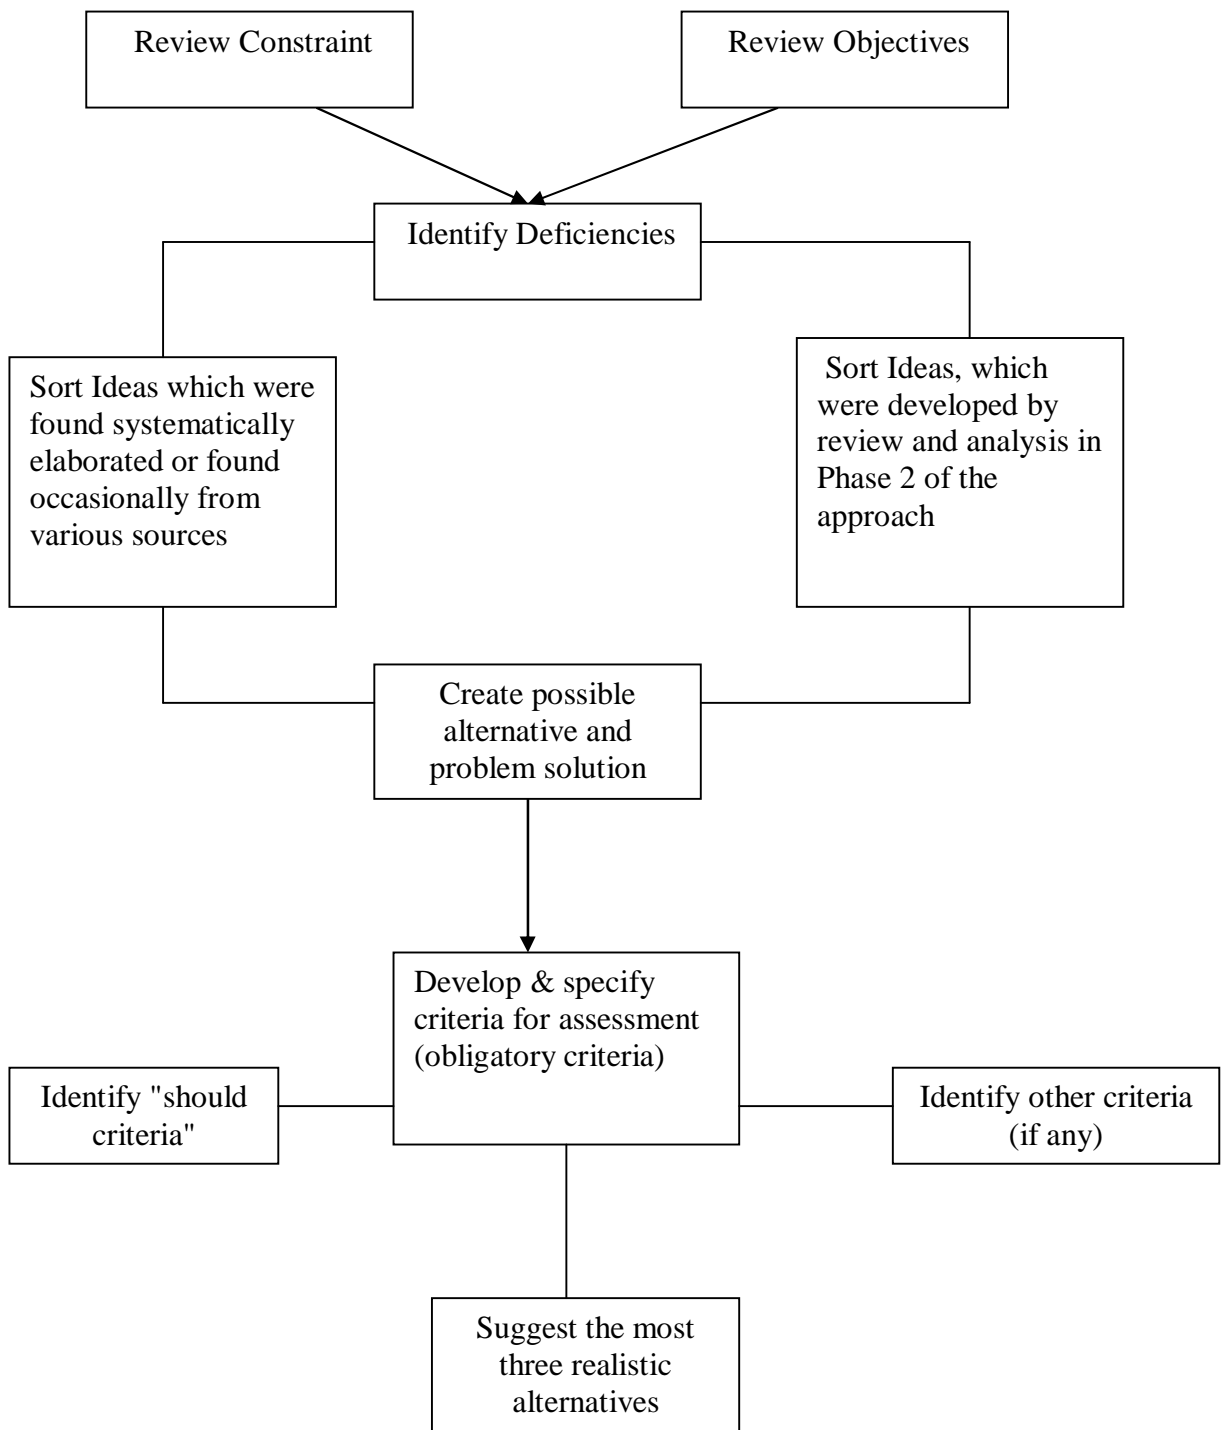 Review Constraint
Review Objectives
Identify Deficiencies
Sort Ideas which were
found systematically
elaborated or found
occasionally from
various sources
Sort Ideas, which
were developed by
review and analysis in
Phase 2 of the
approach
Create possible
alternative and
problem solution
Develop & specify
criteria for assessment
(obligatory criteria)
Identify "should
criteria"
Identify other criteria
(if any)
Suggest the most
three realistic
alternatives